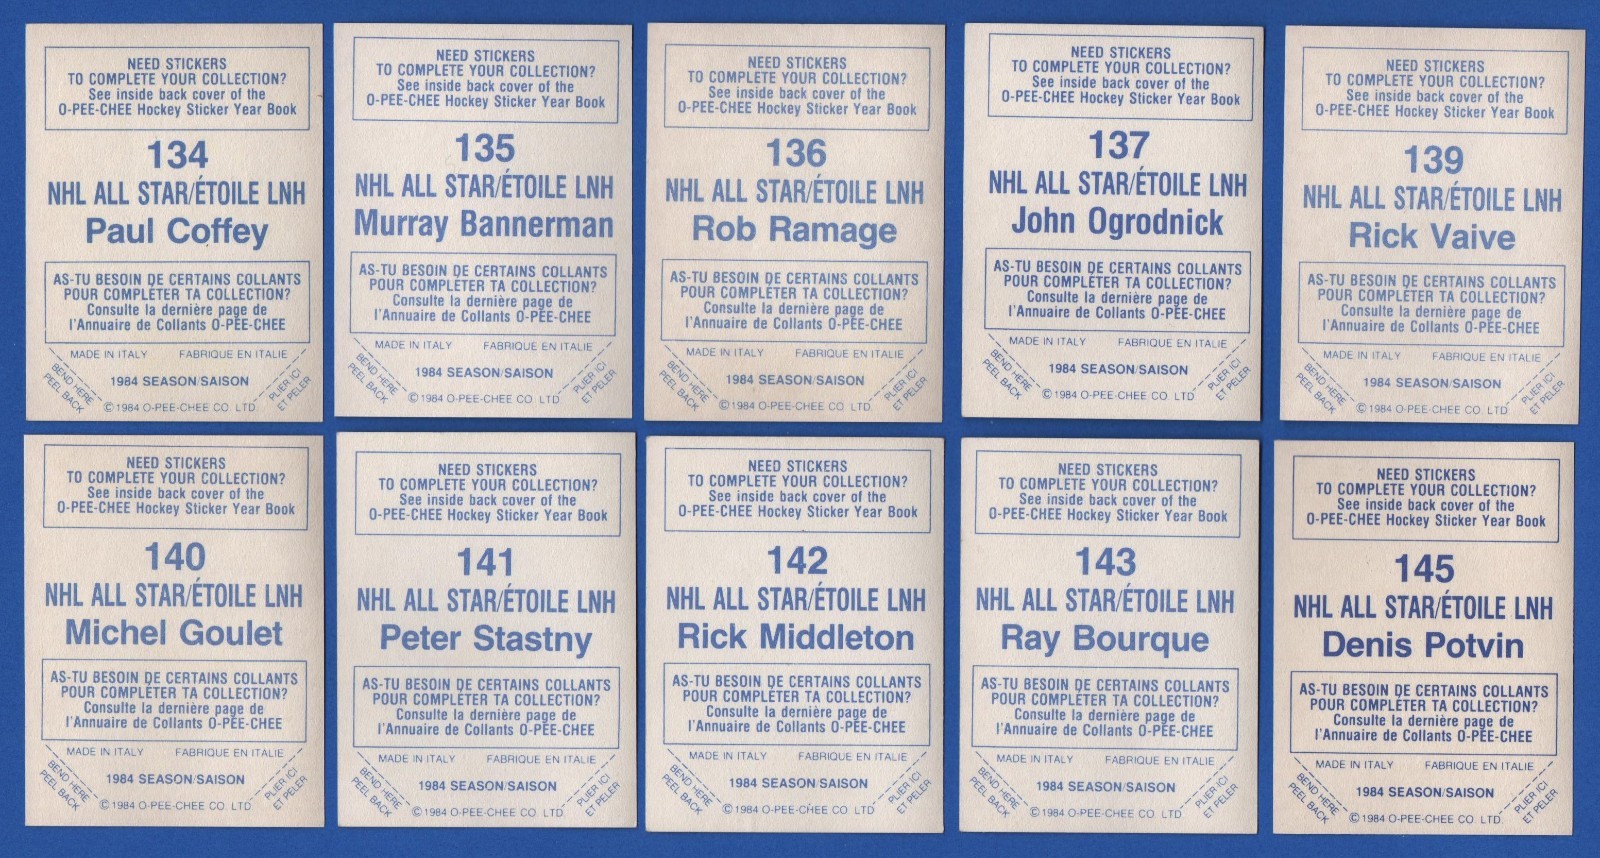 NEED STICKERS
TO COMPLETE YOUR COLLECTION?
See inside back cover of the
O-PEE-CHEE Hockey Sticker Year Book
134
NHL ALL STAR/ÉTOILE LNH
Paul Coffey
AS-TU BESOIN DE CERTAINS COLLANTS
POUR COMPLÉTER TA COLLECTION?
Consulte la dernière page de
l'Annuaire de Collants O-PEE-CHEE
MADE IN ITALY FABRIQUE EN ITALIE
BEND HERE
PEEL BACK
1984 SEASON/SAISON
PLIER ICI
ET PELER
© 1984 O-PEE-CHEE CO. LTD.
NEED STICKERS
TO COMPLETE YOUR COLLECTION?
See inside back cover of the
O-PEE-CHEE Hockey Sticker Year Book
135
NHL ALL STAR/ÉTOILE LNH
Murray Bannerman
AS-TU BESOIN DE CERTAINS COLLANTS
POUR COMPLÉTER TA COLLECTION?
Consulte la dernière page de
l'Annuaire de Collants O-PEE-CHEE
MADE IN ITALY FABRIQUE EN ITALIE
BEND HERE
PEEL BACK
1984 SEASON/SAISON
PLIER ICI
ET PELER
© 1984 O-PEE-CHEE CO. LTD.
NEED STICKERS
TO COMPLETE YOUR COLLECTION?
See inside back cover of the
O-PEE-CHEE Hockey Sticker Year Book
136
NHL ALL STAR/ÉTOILE LNH
Rob Ramage
AS-TU BESOIN DE CERTAINS COLLANTS
POUR COMPLÉTER TA COLLECTION?
Consulte la dernière page de
l'Annuaire de Collants O-PEE-CHEE
MADE IN ITALY FABRIQUE EN ITALIE
BEND HERE
PEEL BACK
1984 SEASON/SAISON
PLIER ICI
ET PELER
© 1984 O-PEE-CHEE CO. LTD.
NEED STICKERS
TO COMPLETE YOUR COLLECTION?
See inside back cover of the
O-PEE-CHEE Hockey Sticker Year Book
137
NHL ALL STAR/ÉTOILE LNH
John Ogrodnick
AS-TU BESOIN DE CERTAINS COLLANTS
POUR COMPLÉTER TA COLLECTION?
Consulte la dernière page de
l'Annuaire de Collants O-PEE-CHEE
MADE IN ITALY FABRIQUE EN ITALIE
BEND HERE
PEEL BACK
1984 SEASON/SAISON
PLIER ICI
ET PELER
© 1984 O-PEE-CHEE CO. LTD.
NEED STICKERS
TO COMPLETE YOUR COLLECTION?
See inside back cover of the
O-PEE-CHEE Hockey Sticker Year Book
139
NHL ALL STAR/ÉTOILE LNH
Rick Vaive
AS-TU BESOIN DE CERTAINS COLLANTS
POUR COMPLÉTER TA COLLECTION?
Consulte la dernière page de
l'Annuaire de Collants O-PEE-CHEE
MADE IN ITALY FABRIQUE EN ITALIE
BEND HERE
PEEL BACK
1984 SEASON/SAISON
PLIER ICI
ET PELER
© 1984 O-PEE-CHEE CO. LTD.
NEED STICKERS
TO COMPLETE YOUR COLLECTION?
See inside back cover of the
O-PEE-CHEE Hockey Sticker Year Book
140
NHL ALL STAR/ÉTOILE LNH
Michel Goulet
AS-TU BESOIN DE CERTAINS COLLANTS
POUR COMPLÉTER TA COLLECTION?
Consulte la dernière page de
l'Annuaire de Collants O-PEE-CHEE
MADE IN ITALY FABRIQUE EN ITALIE
BEND HERE
PEEL BACK
1984 SEASON/SAISON
PLIER ICI
ET PELER
© 1984 O-PEE-CHEE CO. LTD.
NEED STICKERS
TO COMPLETE YOUR COLLECTION?
See inside back cover of the
O-PEE-CHEE Hockey Sticker Year Book
141
NHL ALL STAR/ÉTOILE LNH
Peter Stastny
AS-TU BESOIN DE CERTAINS COLLANTS
POUR COMPLÉTER TA COLLECTION?
Consulte la dernière page de
l'Annuaire de Collants O-PEE-CHEE
MADE IN ITALY FABRIQUE EN ITALIE
BEND HERE
PEEL BACK
1984 SEASON/SAISON
PLIER ICI
ET PELER
© 1984 O-PEE-CHEE CO. LTD.
NEED STICKERS
TO COMPLETE YOUR COLLECTION?
See inside back cover of the
O-PEE-CHEE Hockey Sticker Year Book
142
NHL ALL STAR/ÉTOILE LNH
Rick Middleton
AS-TU BESOIN DE CERTAINS COLLANTS
POUR COMPLÉTER TA COLLECTION?
Consulte la dernière page de
l'Annuaire de Collants O-PEE-CHEE
MADE IN ITALY FABRIQUE EN ITALIE
BEND HERE
PEEL BACK
1984 SEASON/SAISON
PLIER ICI
ET PELER
© 1984 O-PEE-CHEE CO. LTD.
NEED STICKERS
TO COMPLETE YOUR COLLECTION?
See inside back cover of the
O-PEE-CHEE Hockey Sticker Year Book
143
NHL ALL STAR/ÉTOILE LNH
Ray Bourque
AS-TU BESOIN DE CERTAINS COLLANTS
POUR COMPLÉTER TA COLLECTION?
Consulte la dernière page de
l'Annuaire de Collants O-PEE-CHEE
MADE IN ITALY FABRIQUE EN ITALIE
BEND HERE
PEEL BACK
1984 SEASON/SAISON
PLIER ICI
ET PELER
© 1984 O-PEE-CHEE CO. LTD.
NEED STICKERS
TO COMPLETE YOUR COLLECTION?
See inside back cover of the
O-PEE-CHEE Hockey Sticker Year Book
145
NHL ALL STAR/ÉTOILE LNH
Denis Potvin
AS-TU BESOIN DE CERTAINS COLLANTS
POUR COMPLÉTER TA COLLECTION?
Consulte la dernière page de
l'Annuaire de Collants O-PEE-CHEE
MADE IN ITALY FABRIQUE EN ITALIE
BEND HERE
PEEL BACK
1984 SEASON/SAISON
PLIER ICI
ET PELER
© 1984 O-PEE-CHEE CO. LTD.